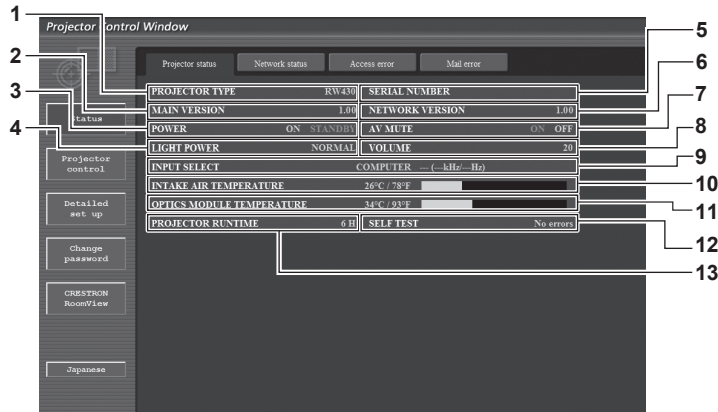 Projector Control Window
Projector status
Network status
Access error
Mail error
Status
Projector control
Detailed set up
Change password
CRESTRON RoomView
Japanese
PROJECTOR TYPE RW430 SERIAL NUMBER
MAIN VERSION 1.00 NETWORK VERSION 1.00
POWER ON STANDBY AV MUTE ON OFF
LIGHT POWER NORMAL VOLUME 20
INPUT SELECT COMPUTER --- (---kHz/---Hz)
INTAKE AIR TEMPERATURE 26°C / 78°F
OPTICS MODULE TEMPERATURE 34°C / 93°F
PROJECTOR RUNTIME 6 H SELF TEST No errors
1
2
3
4
5
6
7
8
9
10
11
12
13